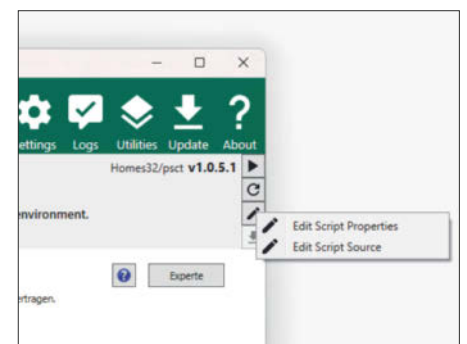 ettings Logs Utilities Update About
Homes32/psct v1.0.5.1
nvironment.
Edit Script Properties
Edit Script Source
Experte
ertragen.